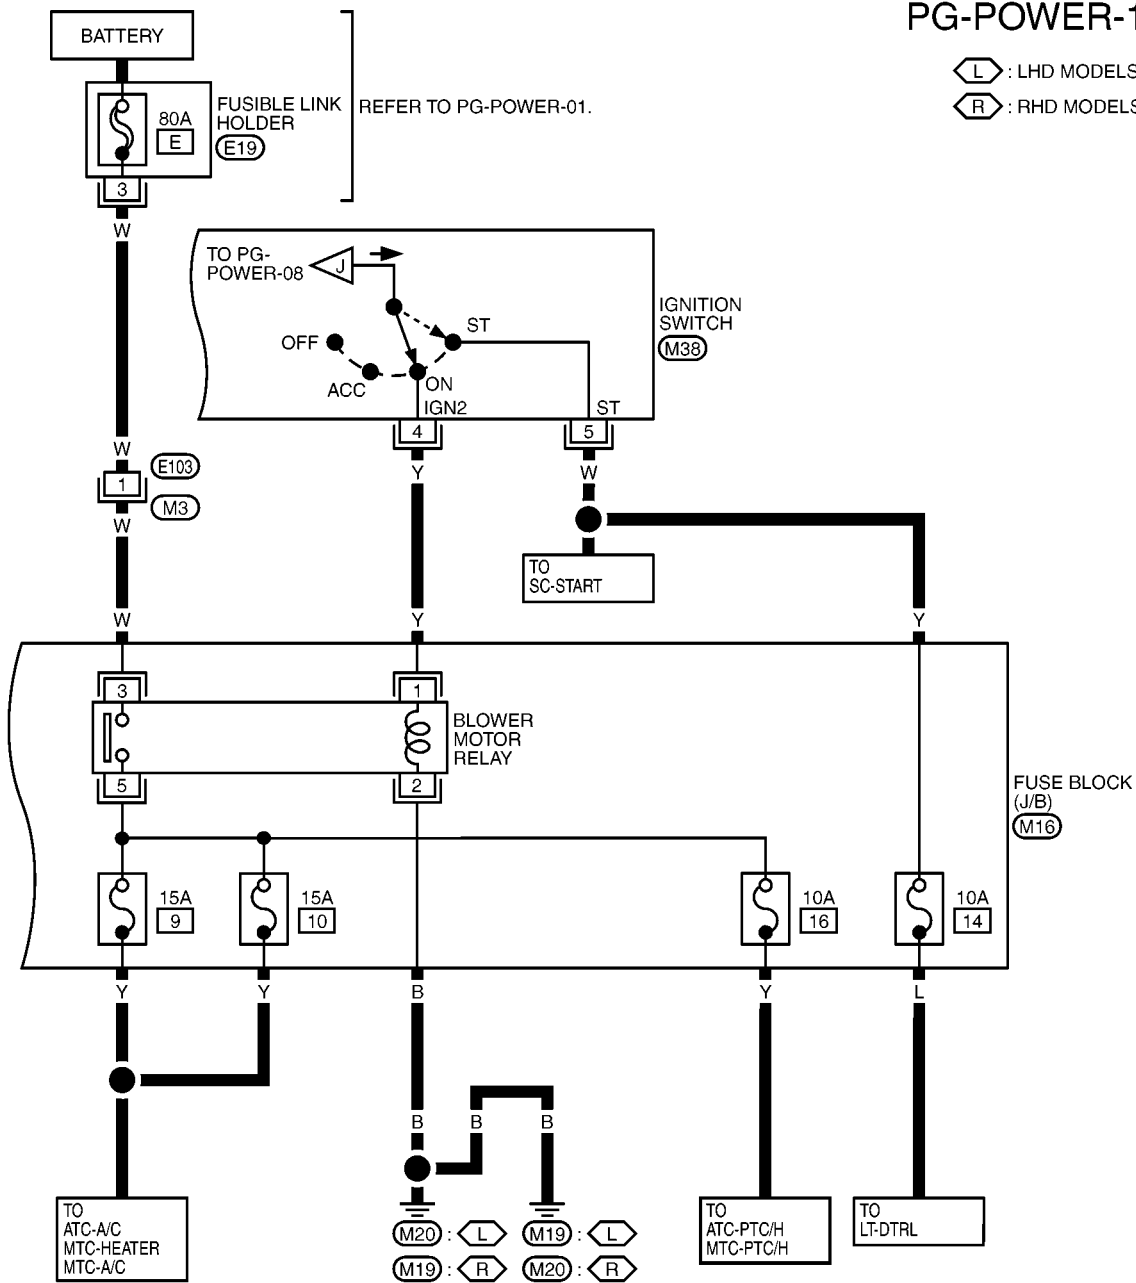 PG-POWER-1
BATTERY
L : LHD MODELS
R : RHD MODELS
80A
E
FUSIBLE LINK
HOLDER
E19
REFER TO PG-POWER-01.
3
W
TO PG-
POWER-08
J
IGNITION
SWITCH
M38
ST
OFF
ACC
ON
IGN2
ST
4
5
W
Y
W
E103
1
M3
W
TO
SC-START
W
Y
Y
3
1
BLOWER
MOTOR
RELAY
5
2
FUSE BLOCK
(J/B)
M16
15A
9
15A
10
10A
16
10A
14
Y
Y
B
Y
L
B
B
B
TO
ATC-A/C
MTC-HEATER
MTC-A/C
M20 : L
M19 : L
M19 : R
M20 : R
TO
ATC-PTC/H
MTC-PTC/H
TO
LT-DTRL